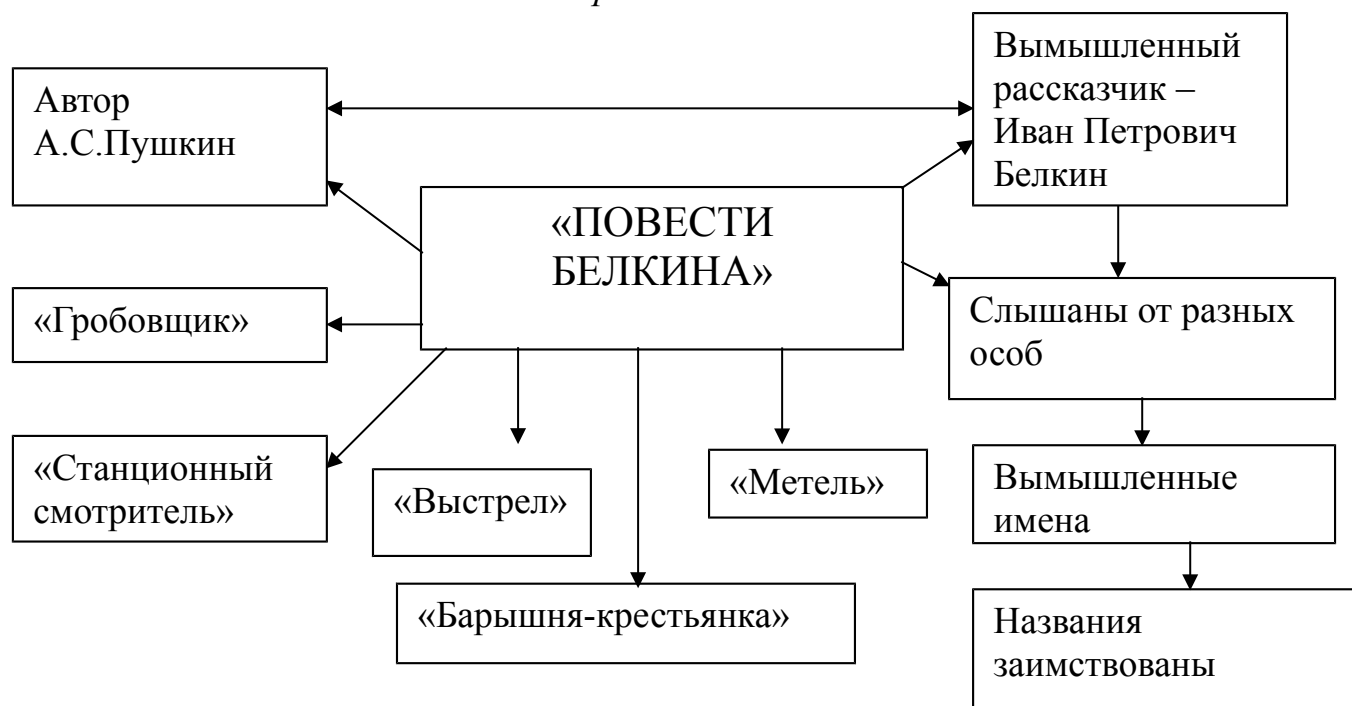 Автор
А.С.Пушкин
Вымышленный
рассказчик –
Иван Петрович
Белкин
«ПОВЕСТИ
БЕЛКИНА»
«Гробовщик»
Слышаны от разных
особ
«Станционный
смотритель»
«Выстрел»
«Метель»
Вымышленные
имена
«Барышня-крестьянка»
Названия
заимствованы